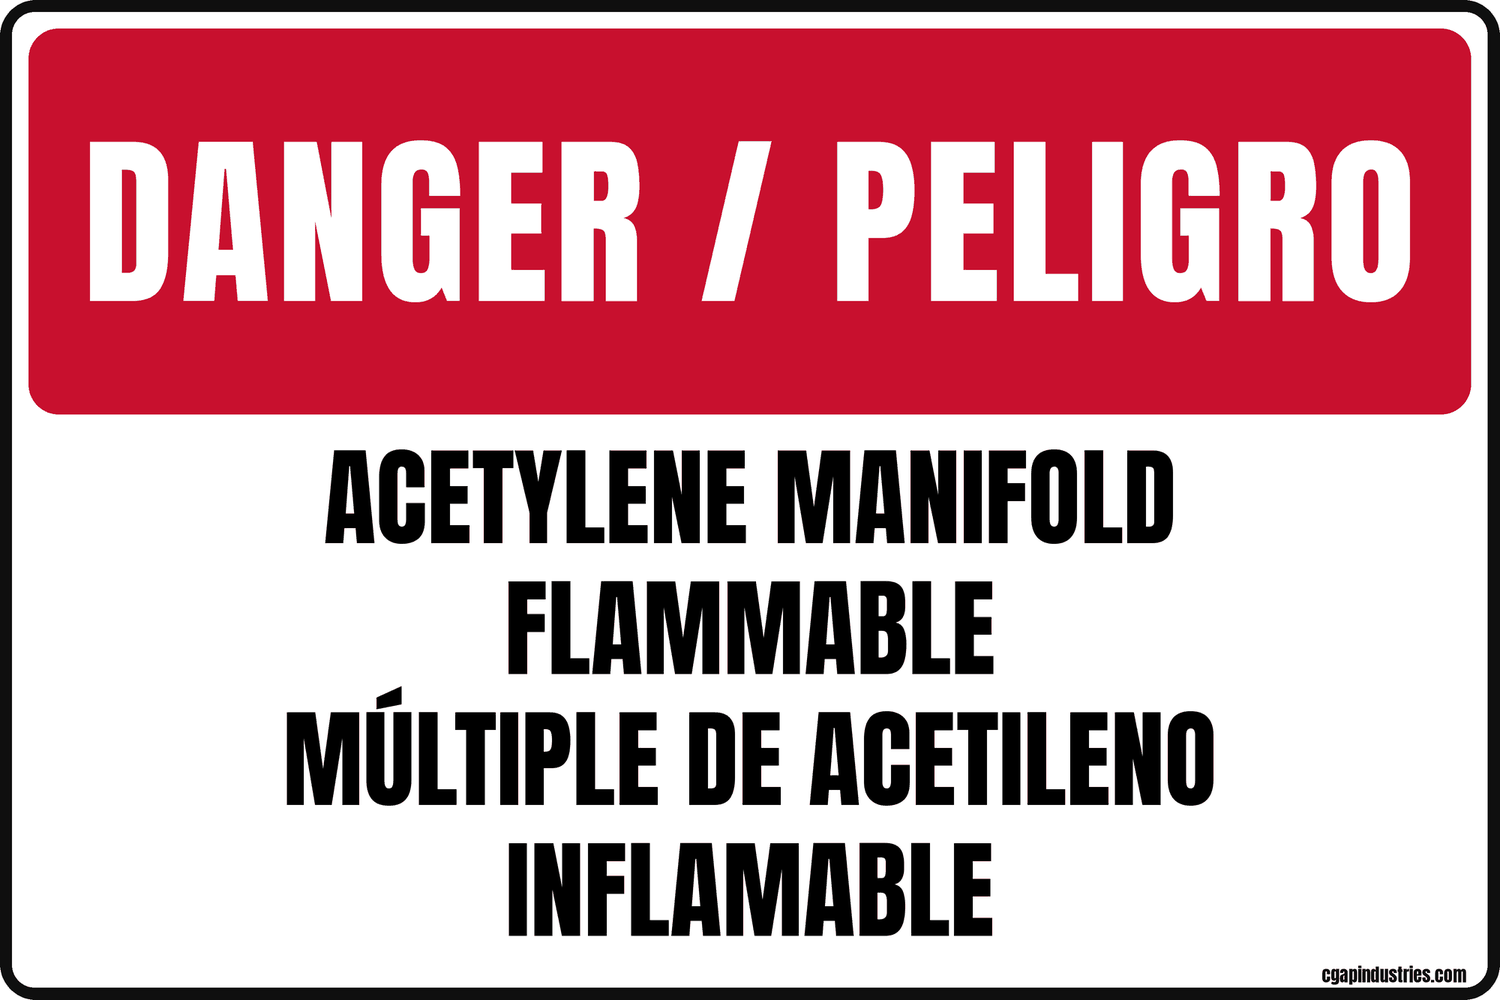 DANGER / PELIGRO
ACETYLENE MANIFOLD
FLAMMABLE
MÚLTIPLE DE ACETILENO
INFLAMABLE
cgapindustries.com